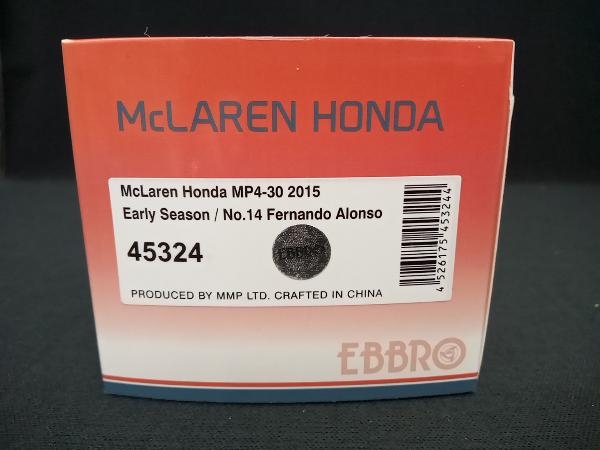 McLAREN HONDA
McLaren Honda MP4-30 2015
Early Season / No.14 Fernando Alonso
45324
EBBRO
4 526175 453244
PRODUCED BY MMP LTD. CRAFTED IN CHINA
EBBRO